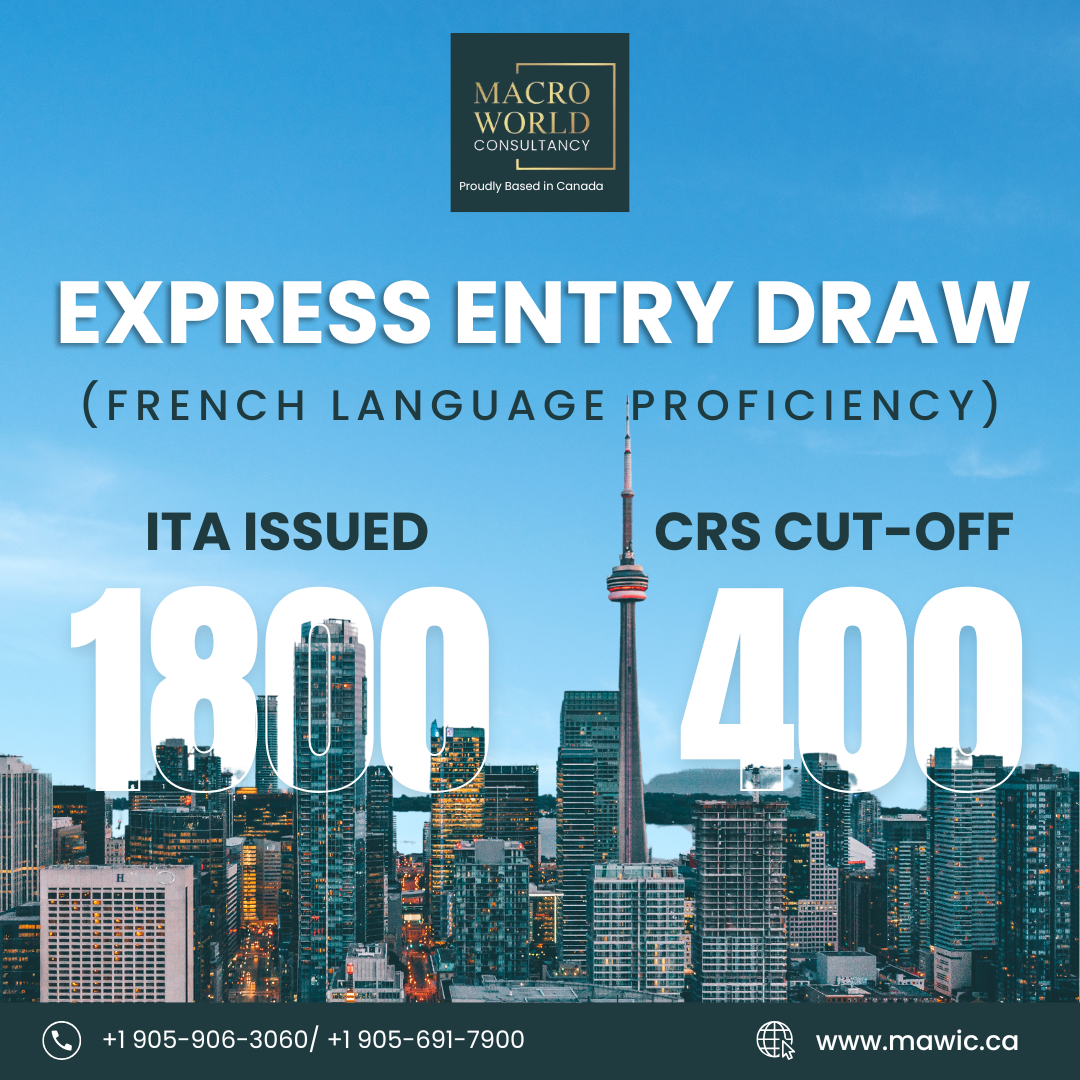 MACRO
WORLD
CONSULTANCY
Proudly Based in Canada
EXPRESS ENTRY DRAW
(FRENCH LANGUAGE PROFICIENCY)
ITA ISSUED
1800
CRS CUT-OFF
400
H
+1 905-906-3060/ +1 905-691-7900
www.mawic.ca